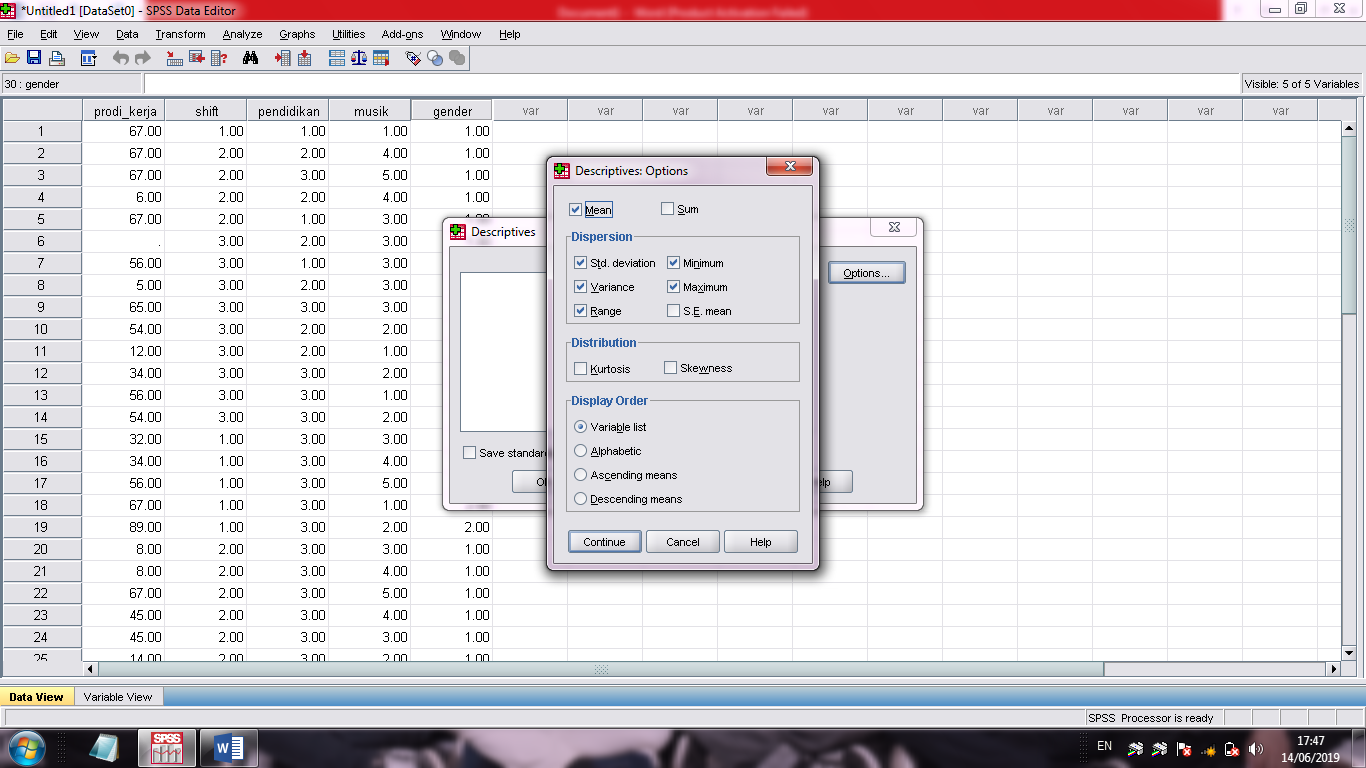 *Untitled1 [DataSet0] - SPSS Data Editor
File Edit View Data Transform Analyze Graphs Utilities Add-ons Window Help
30 : gender
Visible: 5 of 5 Variables
prodi_kerja shift pendidikan musik gender var var var var var var var var var var var
1 67.00 1.00 1.00 1.00 1.00
2 67.00 2.00 2.00 4.00 1.00
3 67.00 2.00 3.00 5.00 1.00
4 6.00 2.00 2.00 4.00 1.00
5 67.00 2.00 1.00 3.00
6 . 3.00 2.00 3.00
7 56.00 3.00 1.00 3.00
8 5.00 3.00 2.00 3.00
9 65.00 3.00 3.00 3.00
10 54.00 3.00 2.00 2.00
11 12.00 3.00 2.00 1.00
12 34.00 3.00 3.00 2.00
13 56.00 3.00 3.00 1.00
14 54.00 3.00 3.00 2.00
15 32.00 1.00 3.00 3.00
16 34.00 1.00 3.00 4.00
17 56.00 1.00 3.00 5.00
18 67.00 1.00 3.00 1.00
19 89.00 1.00 3.00 2.00 2.00
20 8.00 2.00 3.00 3.00 1.00
21 8.00 2.00 3.00 4.00 1.00
22 67.00 2.00 3.00 5.00 1.00
23 45.00 2.00 3.00 4.00 1.00
24 45.00 2.00 3.00 3.00 1.00
25 14.00 2.00 3.00 2.00 1.00
Descriptives
Options...
Save standar
Descriptives: Options
Mean Sum
Dispersion
Std. deviation Minimum
Variance Maximum
Range S.E. mean
Distribution
Kurtosis Skewness
Display Order
Variable list
Alphabetic
Ascending means
Descending means
Continue Cancel Help
Data View Variable View
SPSS Processor is ready
SPSS
EN
17:47
14/06/2019